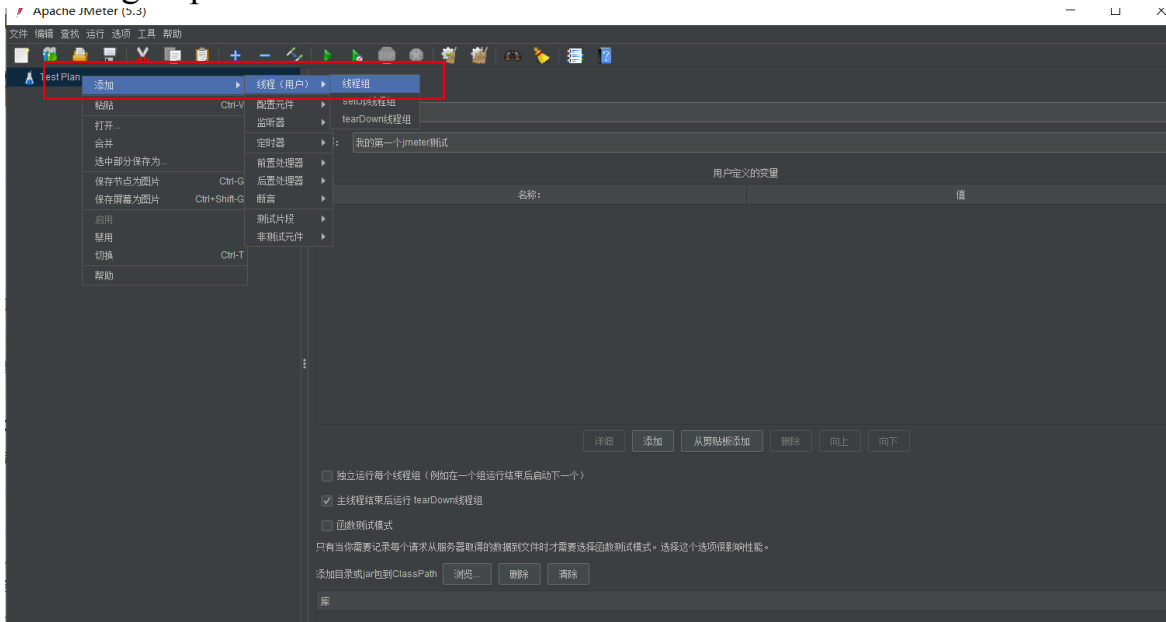 Apache JMeter (5.3)
文件 编辑 查找 运行 选项 工具 帮助
Test Plan
添加
粘贴 Ctrl-V
打开...
合并
选中部分保存为...
保存节点为图片 Ctrl-G
保存屏幕为图片 Ctrl+Shift-G
启用
禁用
切换 Ctrl-T
帮助
线程（用户）
配置元件
监听器
定时器
前置处理器
后置处理器
断言
测试片段
非测试元件
线程组
setUp线程组
tearDown线程组
我的第一个jmeter测试
用户定义的变量
名称: 值
详细 添加 从剪贴板添加 删除 向上 向下
独立运行每个线程组（例如在一个组运行结束后启动下一个）
主线程结束后运行 tearDown线程组
函数测试模式
只有当你需要记录每个请求从服务器取得的数据到文件时才需要选择函数测试模式。选择这个选项很影响性能。
添加目录或jar包到ClassPath 浏览... 删除 清除
库